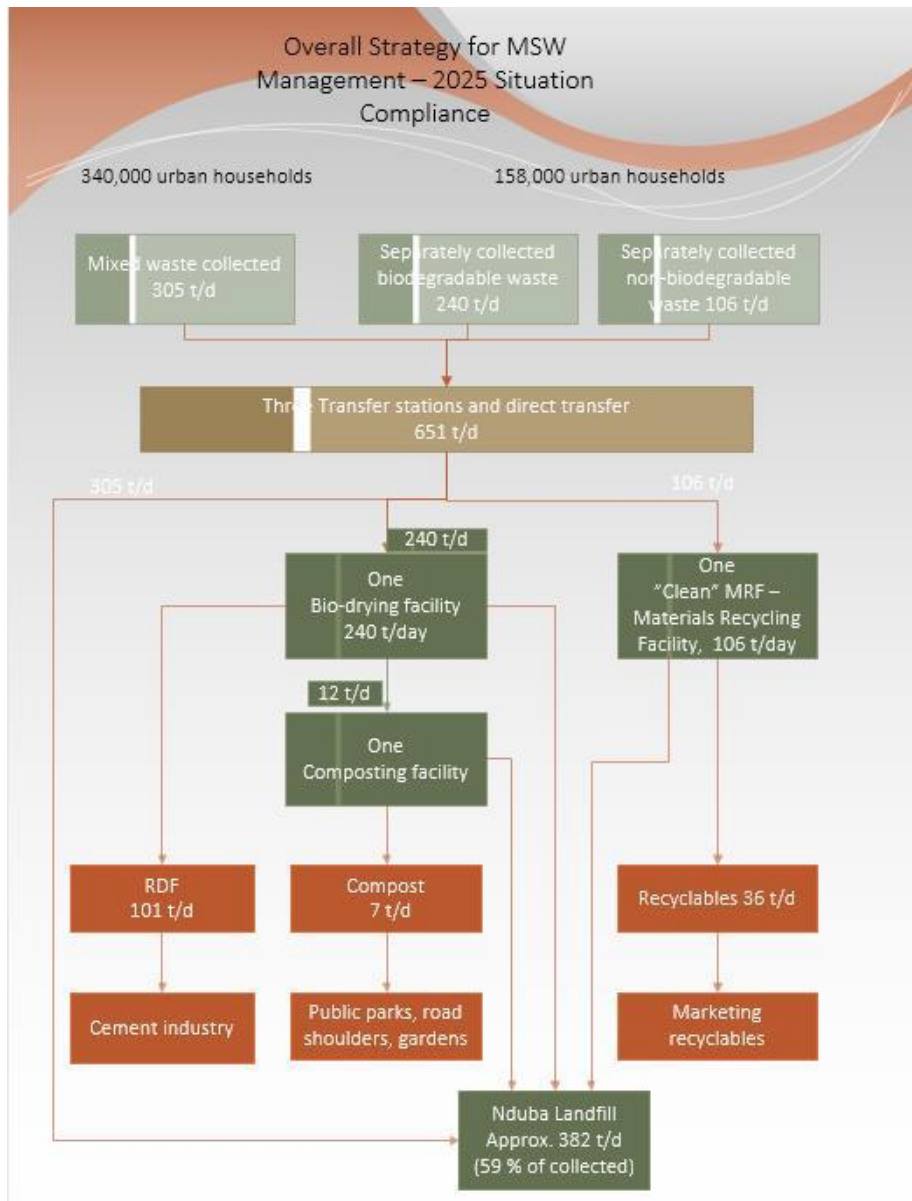 Overall Strategy for MSW
Management – 2025 Situation
Compliance
340,000 urban households
158,000 urban households
Mixed waste collected
305 t/d
Separately collected
biodegradable waste
240 t/d
Separately collected
non-biodegradable
waste 106 t/d
Three Transfer stations and direct transfer
651 t/d
305 t/d
106 t/d
240 t/d
One
Bio-drying facility
240 t/day
One
”Clean” MRF –
Materials Recycling
Facility, 106 t/day
12 t/d
One
Composting facility
RDF
101 t/d
Compost
7 t/d
Recyclables 36 t/d
Cement industry
Public parks, road
shoulders, gardens
Marketing
recyclables
Nduba Landfill
Approx. 382 t/d
(59 % of collected)